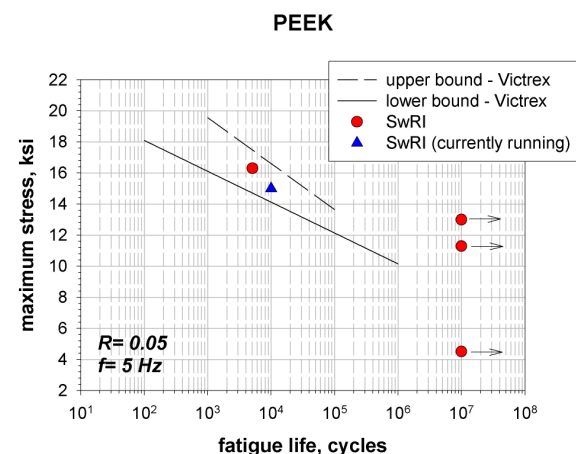 PEEK
upper bound - Victrex
lower bound - Victrex
SwRI
SwRI (currently running)
maximum stress, ksi
22
20
18
16
14
12
10
8
6
4
2
R= 0.05
f= 5 Hz
10¹ 10² 10³ 10⁴ 10⁵ 10⁶ 10⁷ 10⁸
fatigue life, cycles